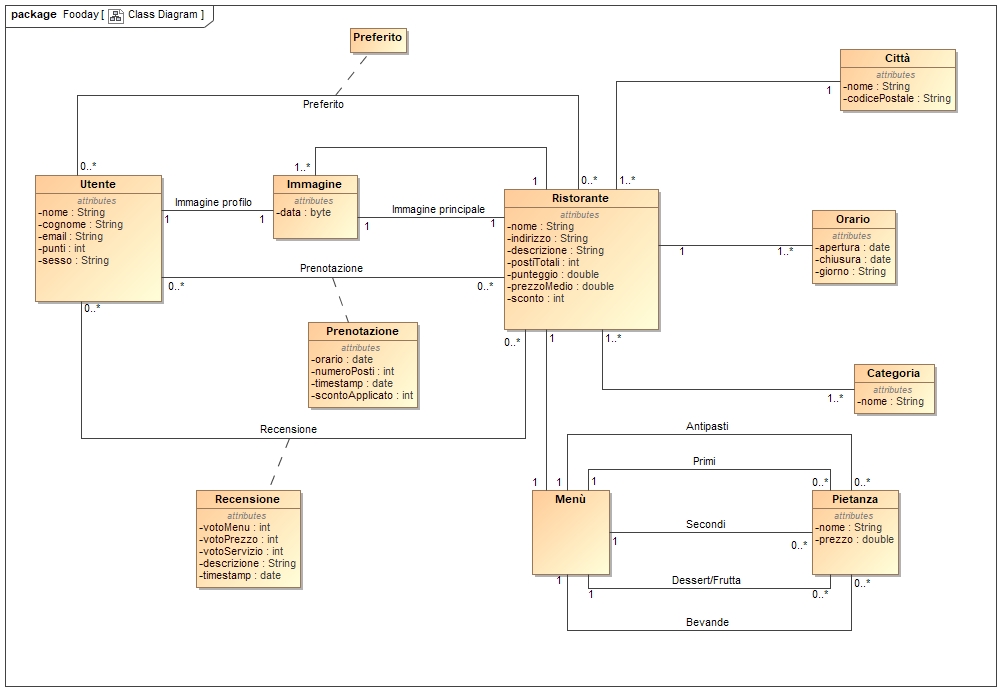 package Fooday [ Class Diagram ]
Preferito
Preferito
0..*
0..*
Città
attributes
-nome : String
-codicePostale : String
1
1..*
Utente
attributes
-nome : String
-cognome : String
-email : String
-punti : int
-sesso : String
Immagine profilo
1
1
1..*
1
Immagine
attributes
-data : byte
Immagine principale
1
1
Ristorante
attributes
-nome : String
-indirizzo : String
-descrizione : String
-postiTotali : int
-punteggio : double
-prezzoMedio : double
-sconto : int
1
1..*
Orario
attributes
-apertura : date
-chiusura : date
-giorno : String
Prenotazione
0..*
0..*
Prenotazione
attributes
-orario : date
-numeroPosti : int
-timestamp : date
-scontoApplicato : int
0..*
0..*
1
1..*
1..*
Categoria
attributes
-nome : String
Recensione
Recensione
attributes
-votoMenu : int
-votoPrezzo : int
-votoServizio : int
-descrizione : String
-timestamp : date
Antipasti
Primi
1
1
1
0..*
0..*
Menù
Secondi
1
0..*
Pietanza
attributes
-nome : String
-prezzo : double
Dessert/Frutta
1
1
0..*
0..*
Bevande